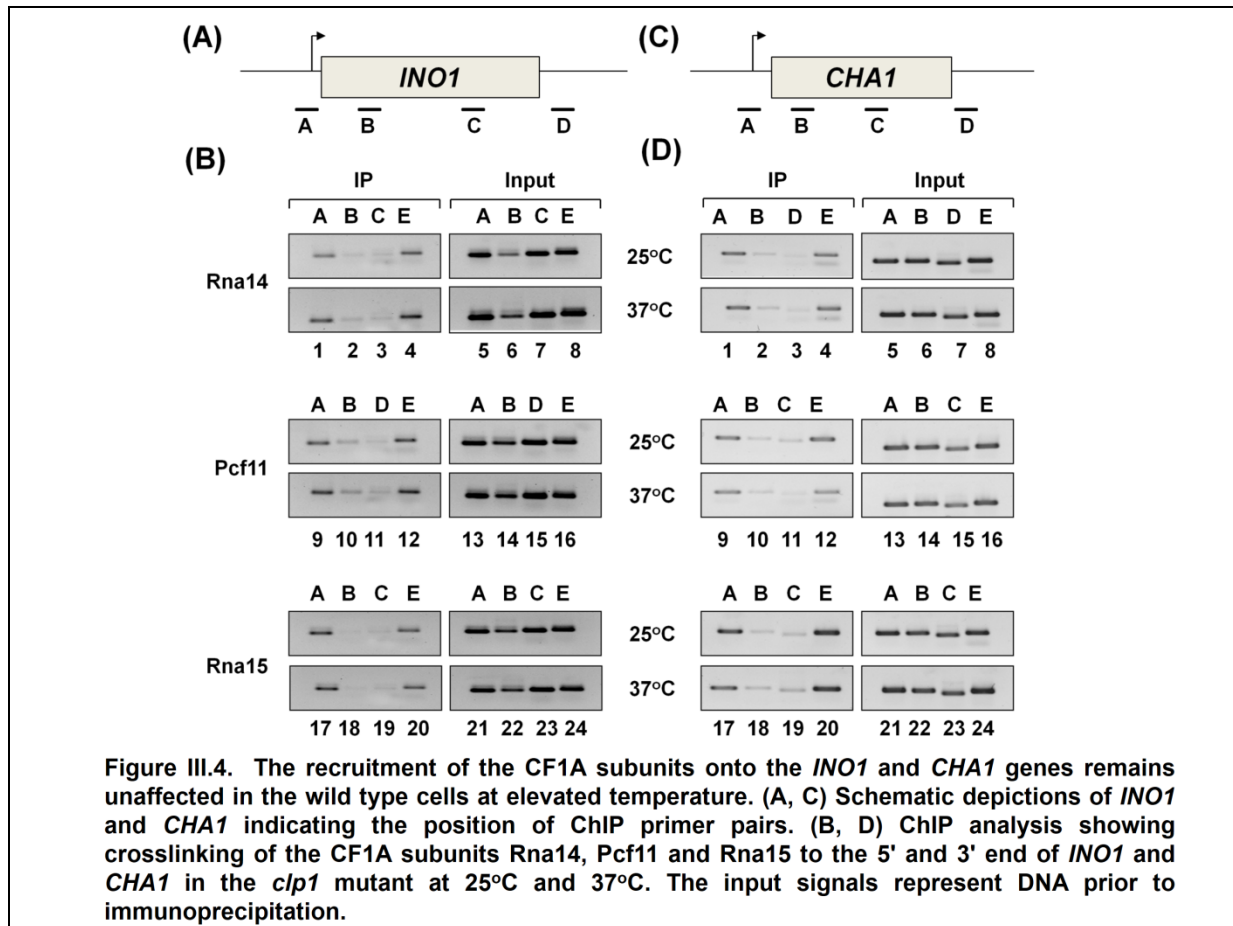 (A)
INO1
A B C D
(C)
CHA1
A B C D
(B)
IP Input
A B C E A B C E
Rna14
1 2 3 4 5 6 7 8
A B D E A B D E
Pcf11
9 10 11 12 13 14 15 16
A B C E A B C E
Rna15
17 18 19 20 21 22 23 24
25°C
37°C
25°C
37°C
25°C
37°C
(D)
IP Input
A B D E A B D E
1 2 3 4 5 6 7 8
A B C E A B C E
9 10 11 12 13 14 15 16
A B C E A B C E
17 18 19 20 21 22 23 24
Figure III.4. The recruitment of the CF1A subunits onto the INO1 and CHA1 genes remains
unaffected in the wild type cells at elevated temperature. (A, C) Schematic depictions of INO1
and CHA1 indicating the position of ChIP primer pairs. (B, D) ChIP analysis showing
crosslinking of the CF1A subunits Rna14, Pcf11 and Rna15 to the 5' and 3' end of INO1 and
CHA1 in the clp1 mutant at 25°C and 37°C. The input signals represent DNA prior to
immunoprecipitation.